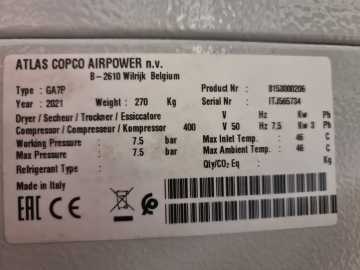 ATLAS COPCO AIRPOWER n.v.
B-2610 Wilrijk Belgium
Type : GA7P Product Nr : 8153000206
Year : 2021 Weight : 270 Kg Serial Nr : ITJ565734
Dryer / Secheur / Trockner / Essiccatore V Hz Kw Ph
Compressor / Compresseur / Kompressor 400 V 50 Hz 7,5 Kw 3 Ph
Working Pressure : 7.5 bar Max Inlet Temp. : 46 C
Max Pressure : 7.5 bar Max Ambient Temp. : 46 C
Refrigerant Type : Qty/CO2 Eq : Kg
Made in Italy
EAC CE